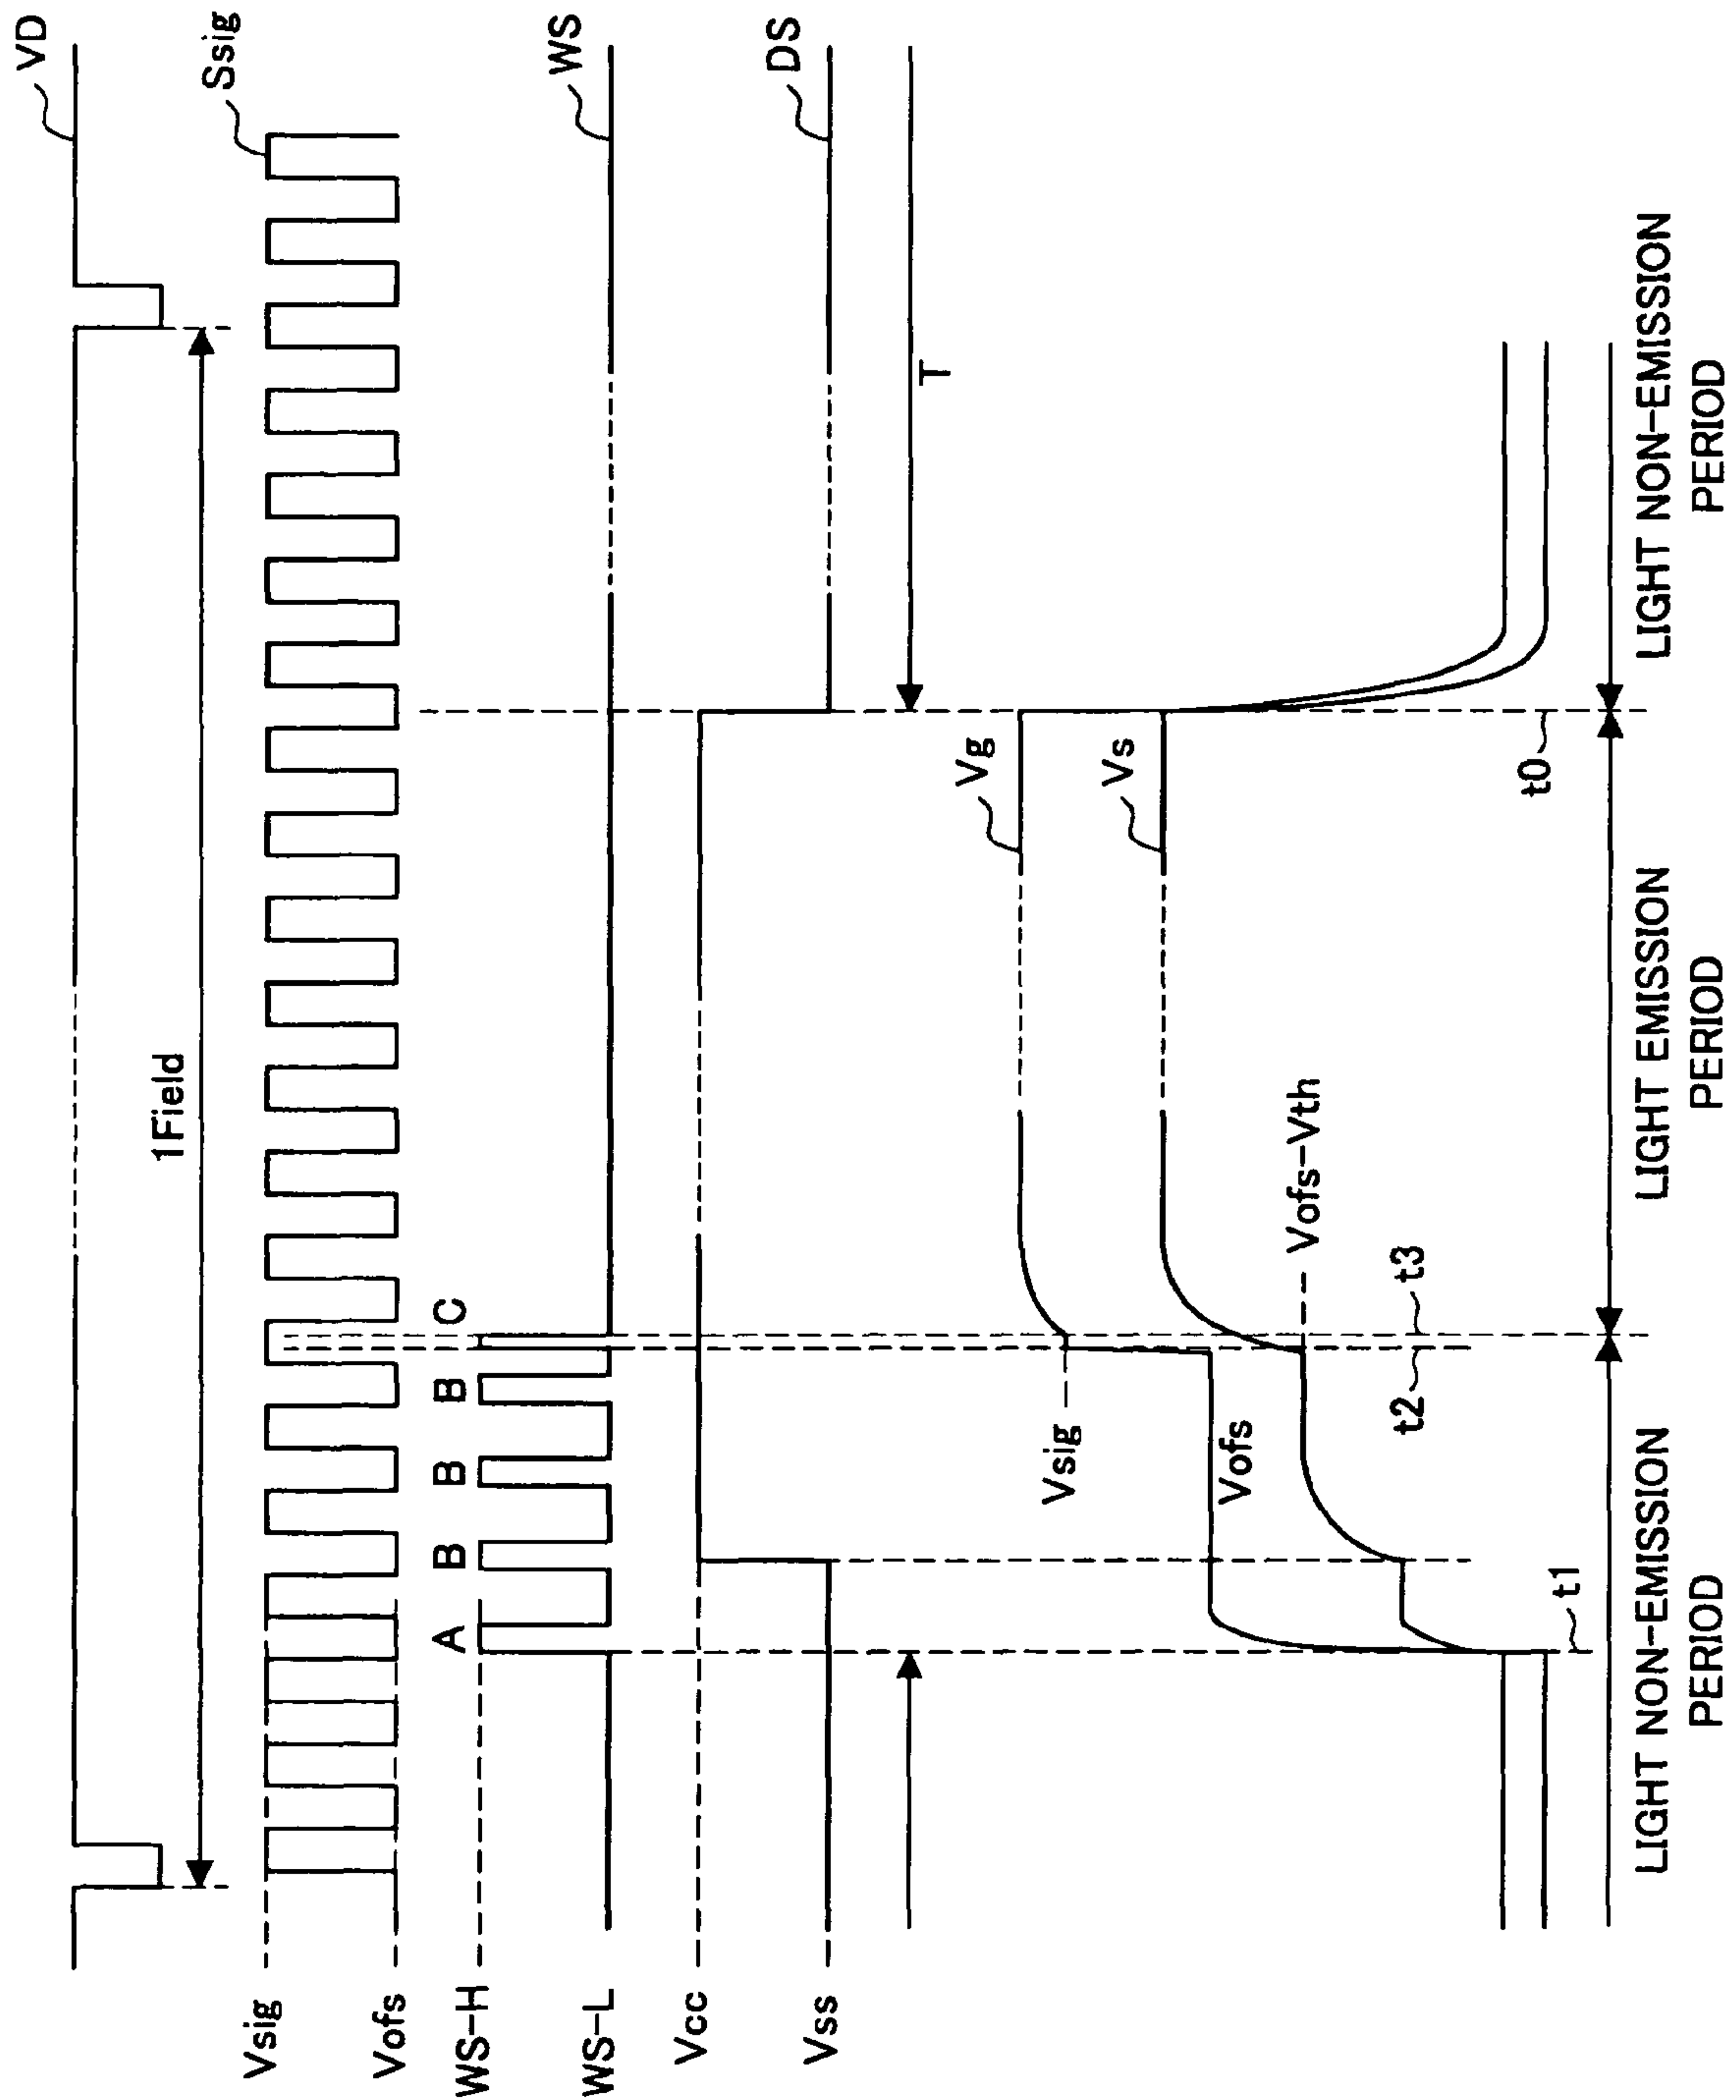 VD
1Field
Ssig
Vsig
Vofs
A
B
B
B
C
WS-H
WS
WS-L
Vcc
DS
Vss
T
Vg
Vsig
Vs
Vofs
Vofs-Vth
t2
t3
t1
t0
LIGHT NON-EMISSION
PERIOD
LIGHT EMISSION
PERIOD
LIGHT NON-EMISSION
PERIOD